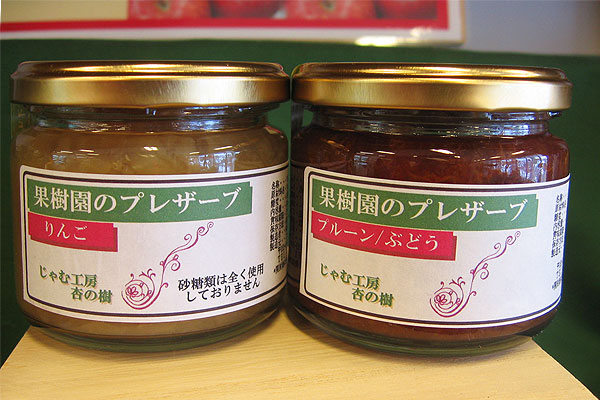 果樹園のプレザーブ
りんご
じゃむ工房
杏の樹
砂糖類は全く使用
しておりません
果樹園のプレザーブ
プルーン/ぶどう
じゃむ工房
杏の樹